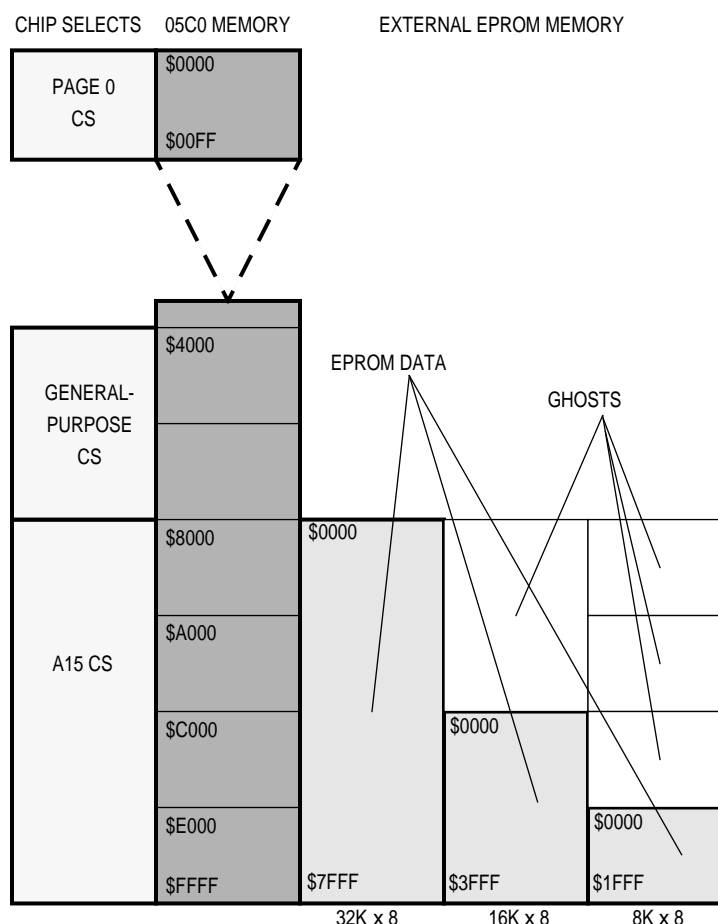 CHIP SELECTS 05C0 MEMORY EXTERNAL EPROM MEMORY
PAGE 0
CS
$0000
$00FF
$4000
GENERAL-
PURPOSE
CS
EPROM DATA
GHOSTS
$8000
$0000
$A000
A15 CS
$C000
$0000
$E000
$0000
$FFFF
$7FFF
$3FFF
$1FFF
32K x 8
16K x 8
8K x 8